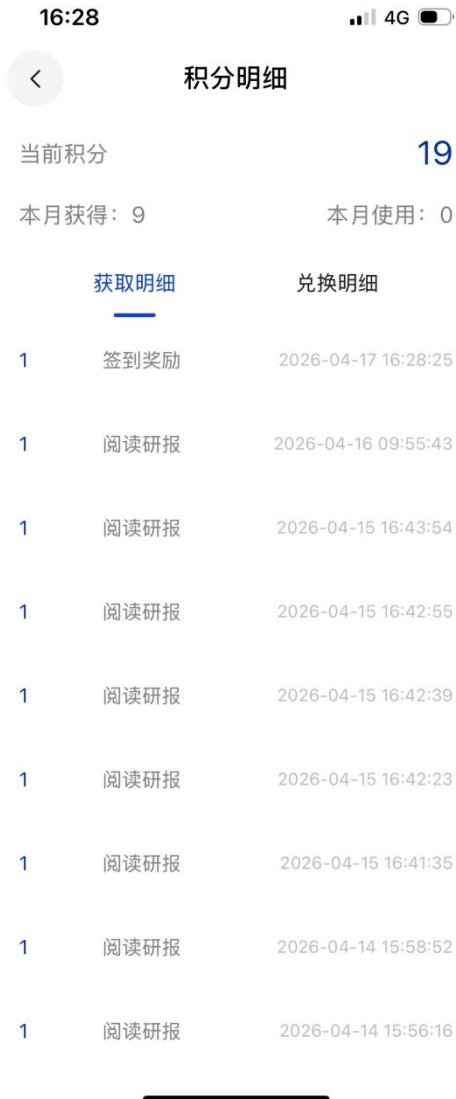 16:28 4G
积分明细
当前积分 19
本月获得：9 本月使用：0
获取明细 兑换明细
1 签到奖励 2026-04-17 16:28:25
1 阅读研报 2026-04-16 09:55:43
1 阅读研报 2026-04-15 16:43:54
1 阅读研报 2026-04-15 16:42:55
1 阅读研报 2026-04-15 16:42:39
1 阅读研报 2026-04-15 16:42:23
1 阅读研报 2026-04-15 16:41:35
1 阅读研报 2026-04-14 15:58:52
1 阅读研报 2026-04-14 15:56:16